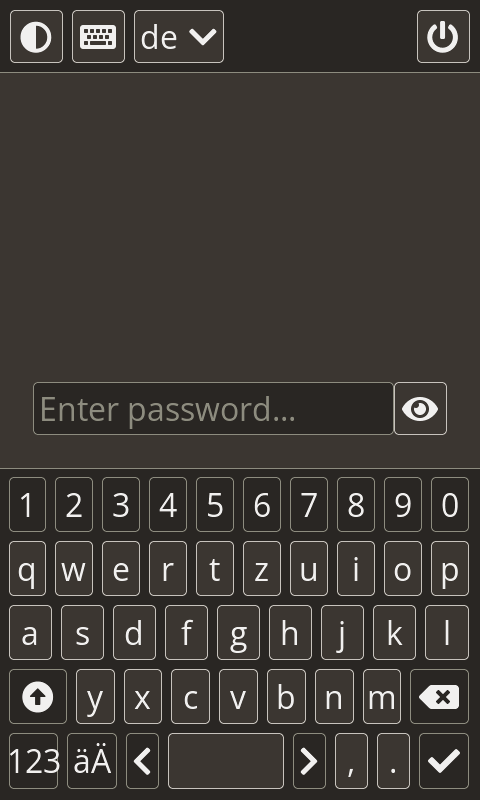 de
Enter password...
1 2 3 4 5 6 7 8 9 0
q w e r t z u i o p
a s d f g h j k l
y x c v b n m
123 äÄ , .